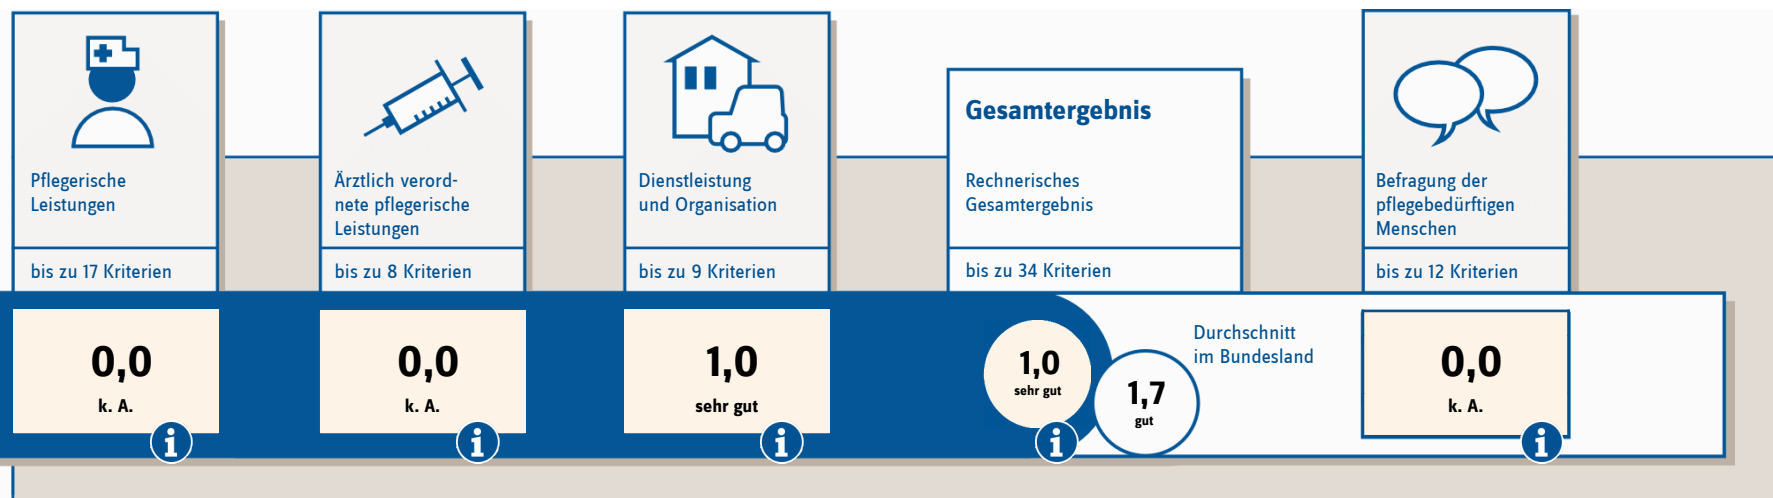 Pflegerische
Leistungen
bis zu 17 Kriterien
0,0
k. A.
i
Ärztlich verord-
nete pflegerische
Leistungen
bis zu 8 Kriterien
0,0
k. A.
i
Dienstleistung
und Organisation
bis zu 9 Kriterien
1,0
sehr gut
i
Gesamtergebnis
Rechnerisches
Gesamtergebnis
bis zu 34 Kriterien
1,0
sehr gut
i
1,7
gut
Durchschnitt
im Bundesland
Befragung der
pflegebedürftigen
Menschen
bis zu 12 Kriterien
0,0
k. A.
i